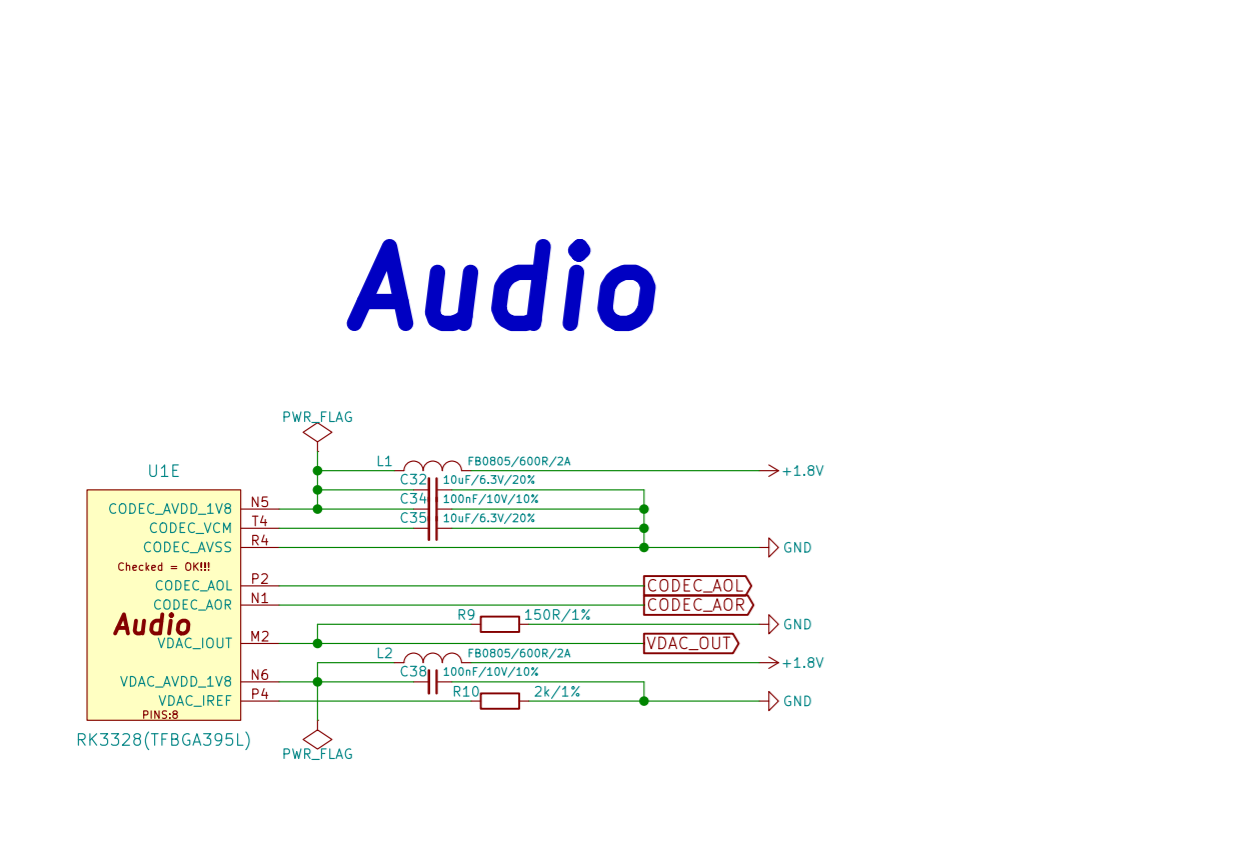 Audio
PWR_FLAG
L1 FB0805/600R/2A
U1E +1.8V
C32 10uF/6.3V/20%
C34 100nF/10V/10%
CODEC_AVDD_1V8 N5
C35 10uF/6.3V/20%
CODEC_VCM T4
CODEC_AVSS R4 GND
Checked = OK!!!
CODEC_AOL P2 CODEC_AOL
CODEC_AOR N1 CODEC_AOR
R9 150R/1%
Audio GND
VDAC_IOUT M2 VDAC_OUT
L2 FB0805/600R/2A
+1.8V
C38 100nF/10V/10%
VDAC_AVDD_1V8 N6
R10 2k/1%
VDAC_IREF P4 GND
PINS:8
RK3328(TFBGA395L)
PWR_FLAG